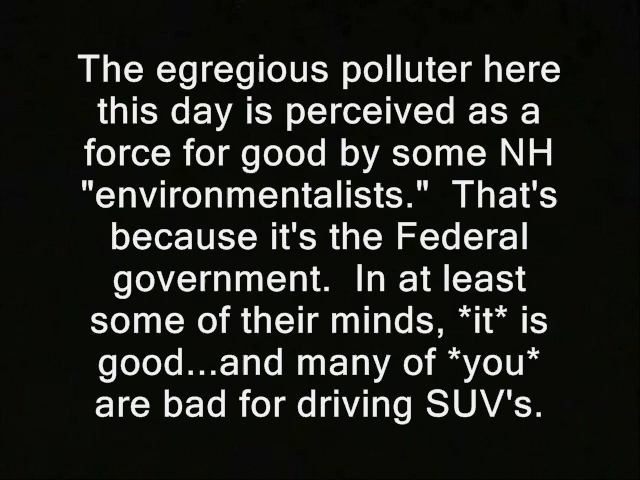 The egregious polluter here
this day is perceived as a
force for good by some NH
"environmentalists."  That's
because it's the Federal
government.  In at least
some of their minds, *it* is
good...and many of *you*
are bad for driving SUV's.